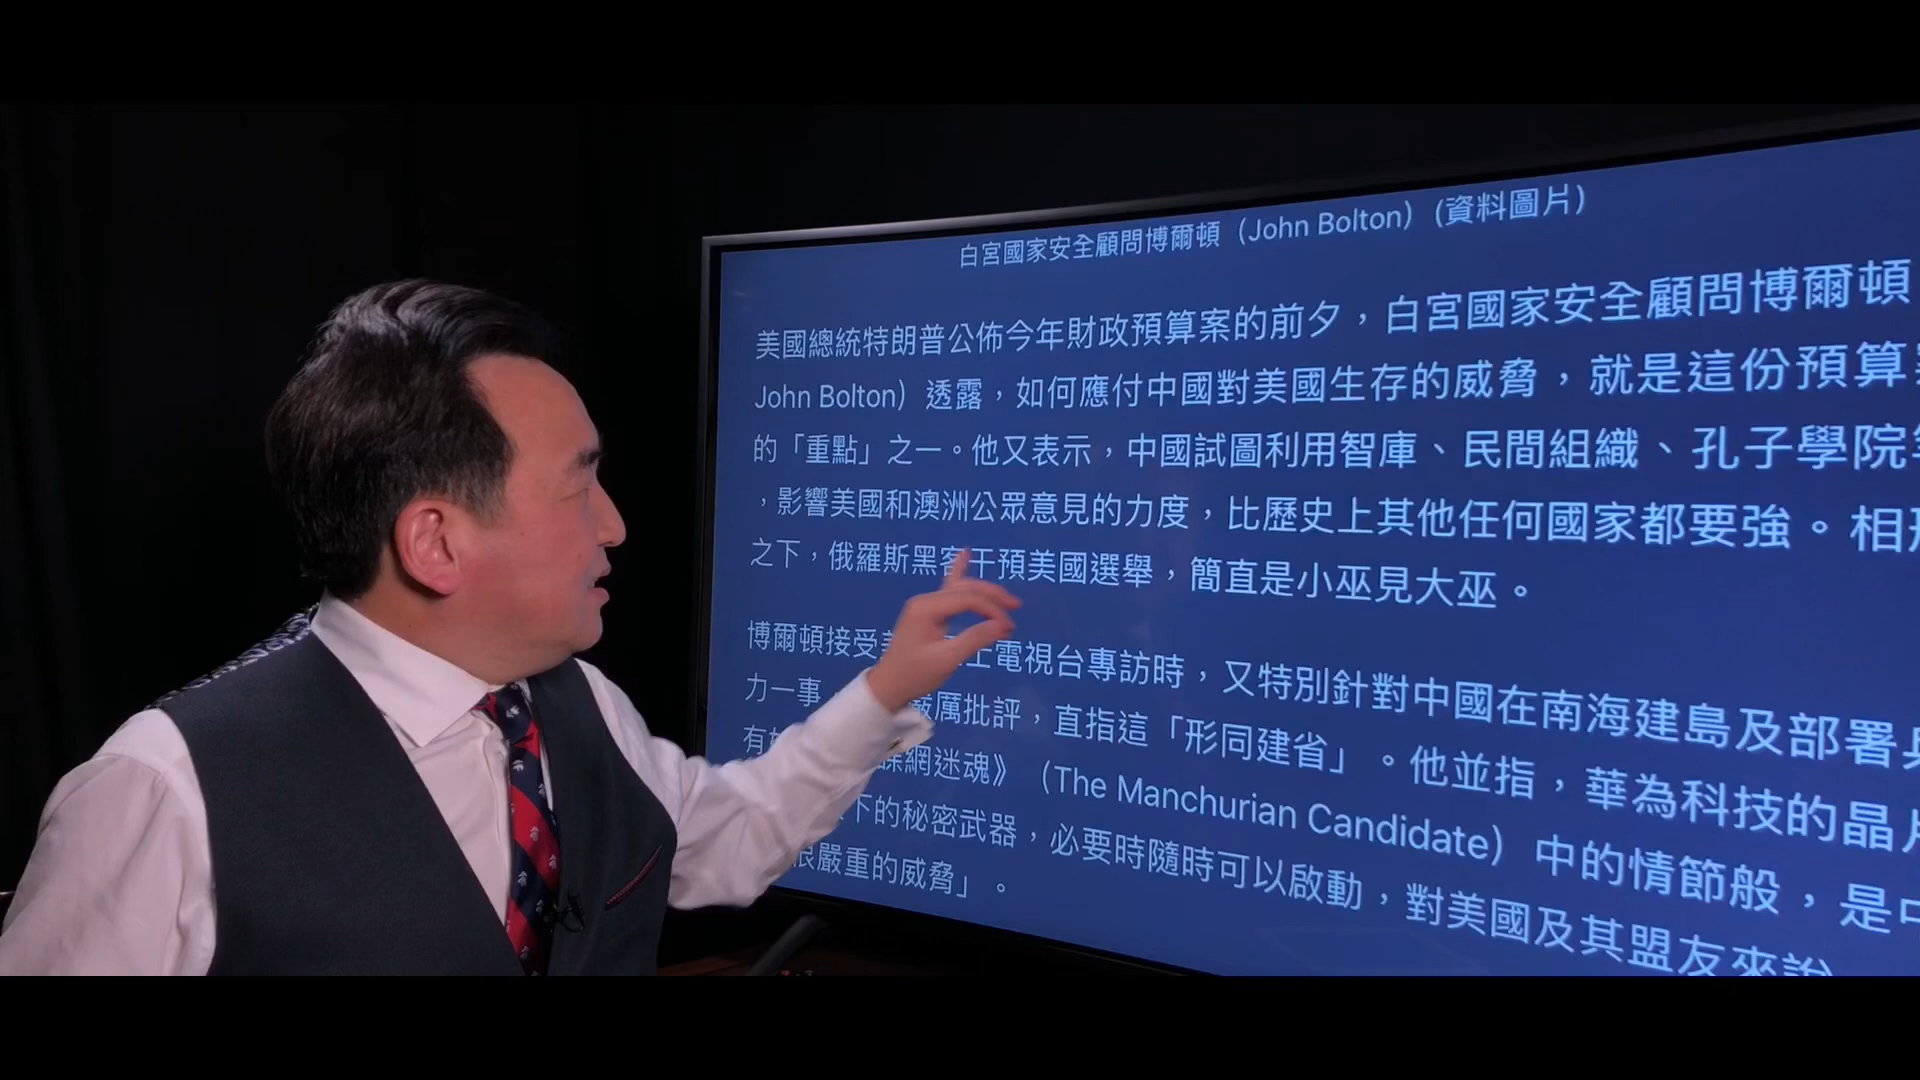 白宮國家安全顧問博爾頓（John Bolton）(資料圖片)
美國總統特朗普公佈今年財政預算案的前夕，白宮國家安全顧問博爾頓
John Bolton）透露，如何應付中國對美國生存的威脅，就是這份預算
的「重點」之一。他又表示，中國試圖利用智庫、民間組織、孔子學院
，影響美國和澳洲公眾意見的力度，比歷史上其他任何國家都要強。相
之下，俄羅斯黑客干預美國選舉，簡直是小巫見大巫。
博爾頓接受 電視台專訪時，又特別針對中國在南海建島及部署
力一事 嚴厲批評，直指這「形同建省」。他並指，華為科技的晶
有 網迷魂》（The Manchurian Candidate）中的情節般，是
下的秘密武器，必要時隨時可以啟動，對美國及其盟友來說
嚴重的威脅」。